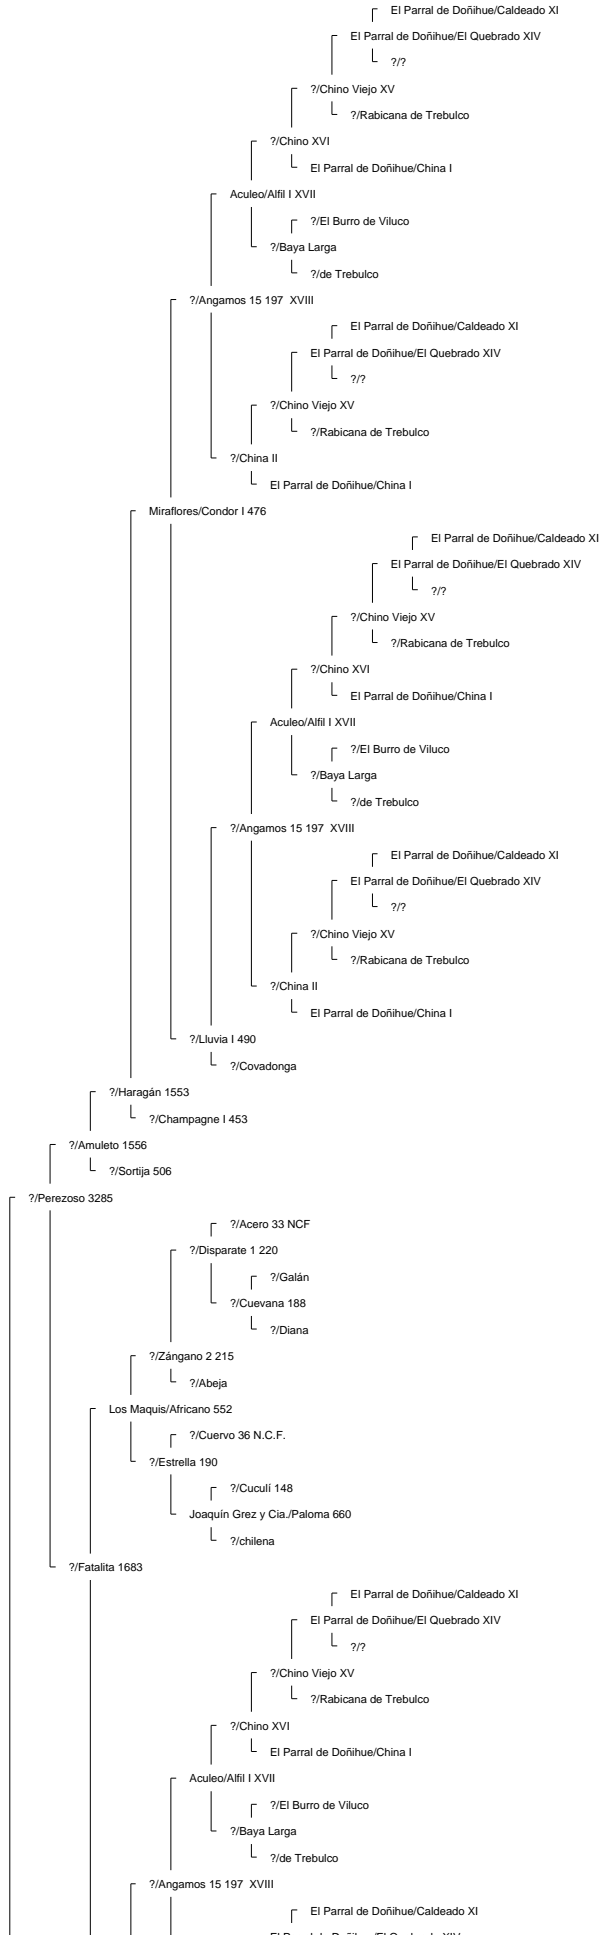 El Parral de Doñihue/Caldeado XI
El Parral de Doñihue/El Quebrado XIV
?/?
?/Chino Viejo XV
?/Rabicana de Trebulco
?/Chino XVI
El Parral de Doñihue/China I
Aculeo/Alfil I XVII
?/El Burro de Viluco
?/Baya Larga
?/de Trebulco
?/Angamos 15 197  XVIII
El Parral de Doñihue/Caldeado XI
El Parral de Doñihue/El Quebrado XIV
?/?
?/Chino Viejo XV
?/Rabicana de Trebulco
?/China II
El Parral de Doñihue/China I
Miraflores/Condor I 476
El Parral de Doñihue/Caldeado XI
El Parral de Doñihue/El Quebrado XIV
?/?
?/Chino Viejo XV
?/Rabicana de Trebulco
?/Chino XVI
El Parral de Doñihue/China I
Aculeo/Alfil I XVII
?/El Burro de Viluco
?/Baya Larga
?/de Trebulco
?/Angamos 15 197  XVIII
El Parral de Doñihue/Caldeado XI
El Parral de Doñihue/El Quebrado XIV
?/?
?/Chino Viejo XV
?/Rabicana de Trebulco
?/China II
El Parral de Doñihue/China I
?/Lluvia I 490
?/Covadonga
?/Haragán 1553
?/Champagne I 453
?/Amuleto 1556
?/Sortija 506
?/Perezoso 3285
?/Acero 33 NCF
?/Disparate 1 220
?/Galán
?/Cuevana 188
?/Diana
?/Zángano 2 215
?/Abeja
Los Maquis/Africano 552
?/Cuervo 36 N.C.F.
?/Estrella 190
?/Cuculí 148
Joaquín Grez y Cia./Paloma 660
?/chilena
?/Fatalita 1683
El Parral de Doñihue/Caldeado XI
El Parral de Doñihue/El Quebrado XIV
?/?
?/Chino Viejo XV
?/Rabicana de Trebulco
?/Chino XVI
El Parral de Doñihue/China I
Aculeo/Alfil I XVII
?/El Burro de Viluco
?/Baya Larga
?/de Trebulco
?/Angamos 15 197  XVIII
El Parral de Doñihue/Caldeado XI